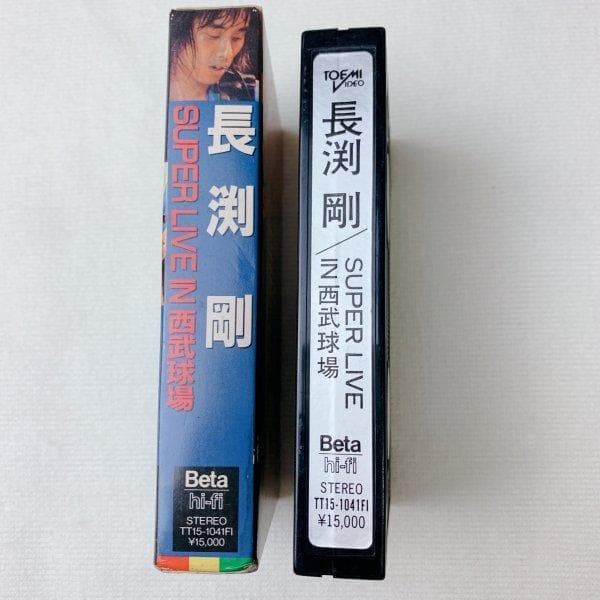 長渕 剛
SUPER LIVE IN 西武球場
Beta
hi-fi
STEREO
TT15-1041FI
¥15,000
TOEMI
VIDEO
長渕 剛/
SUPER LIVE
IN 西武球場
Beta
hi-fi
STEREO
TT15-1041FI
¥15,000